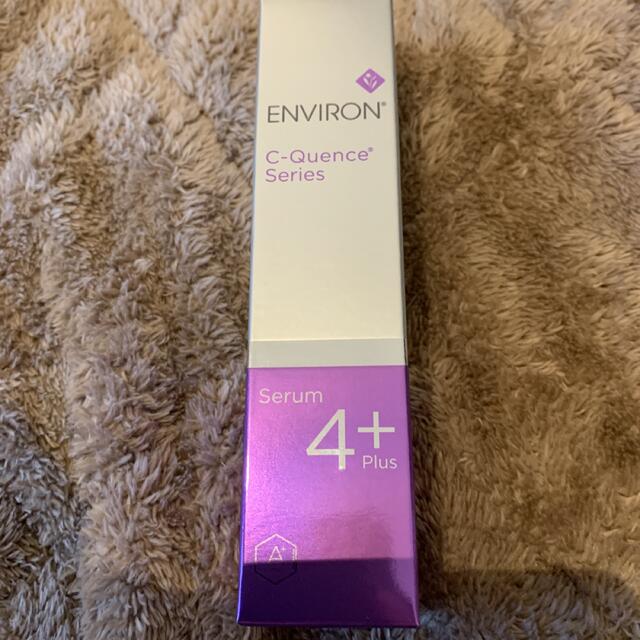 ENVIRON®
C-Quence®
Series
Serum
4+
Plus
A+